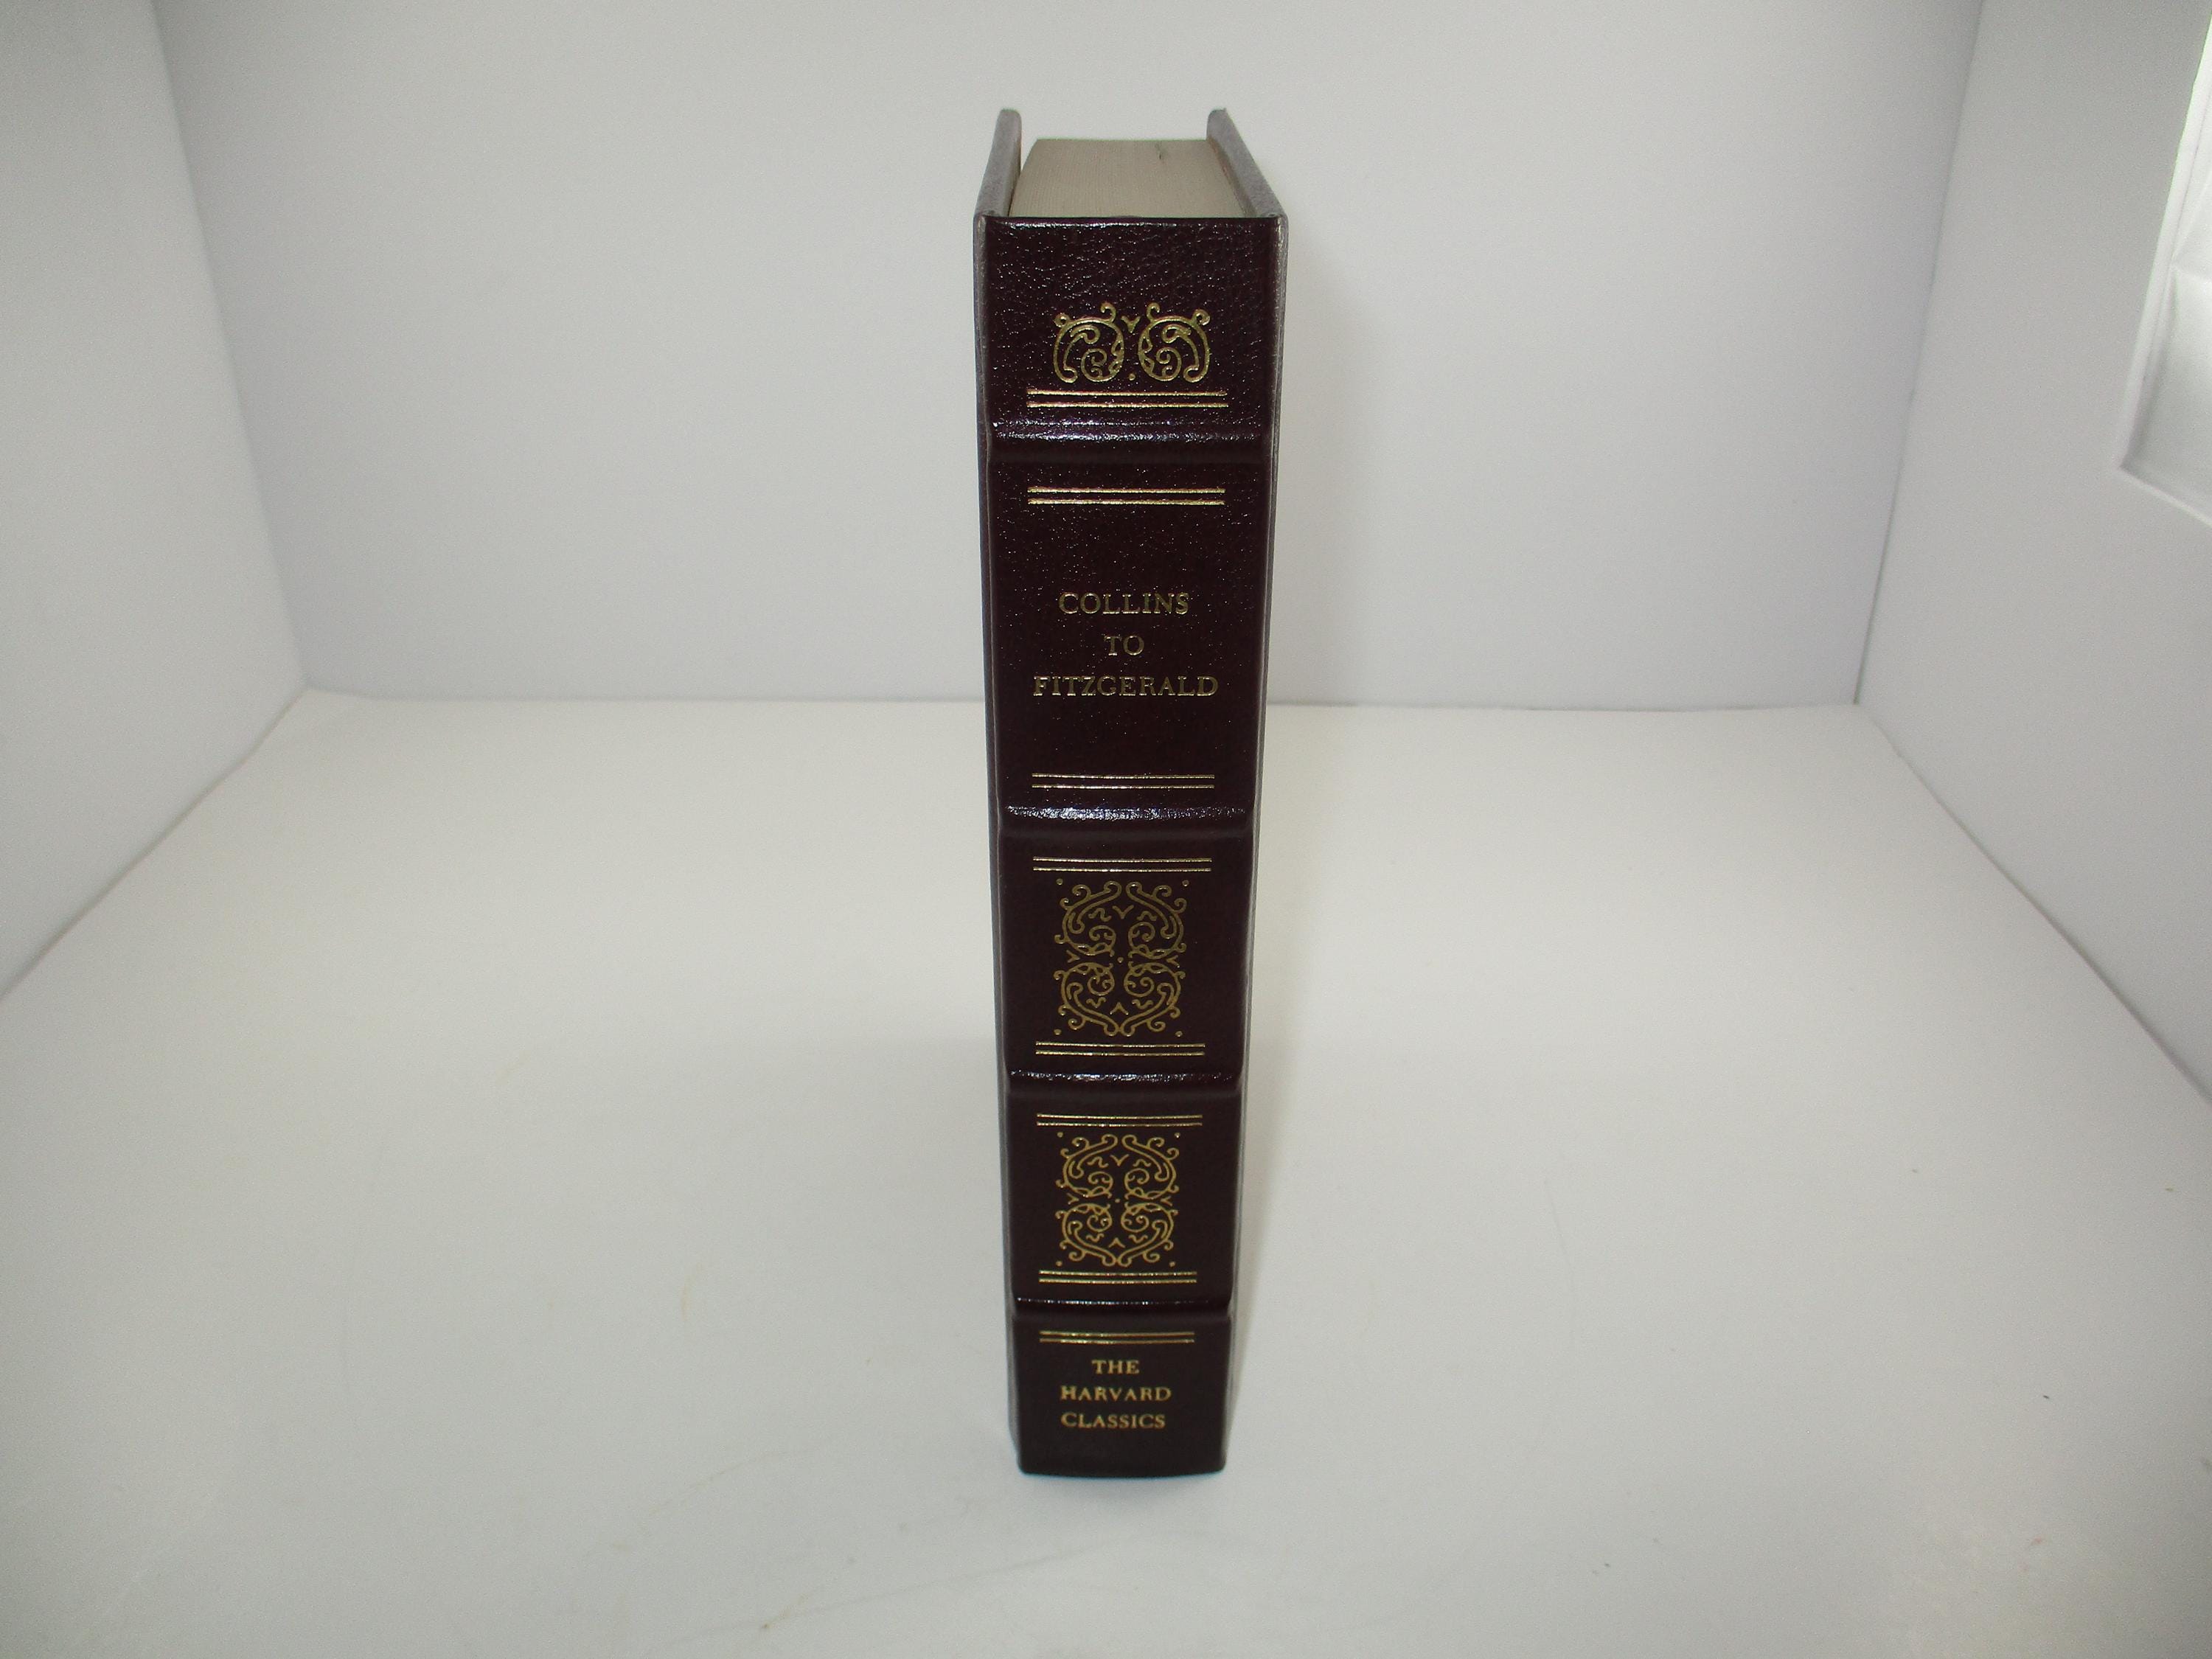 COLLINS
TO
FITZGERALD
THE
HARVARD
CLASSICS